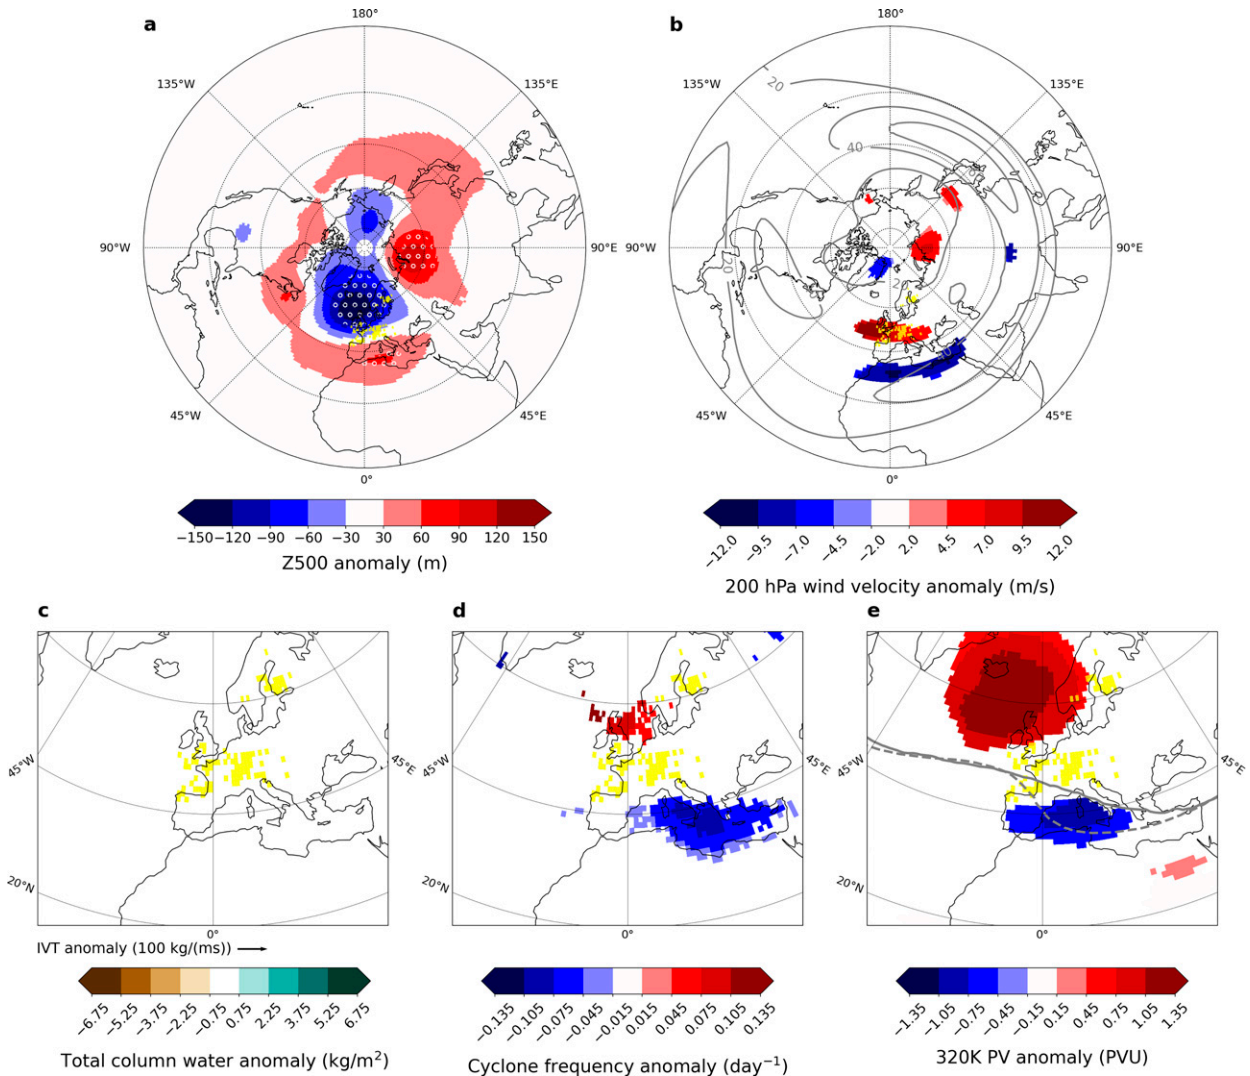 a
180°
135°W
135°E
90°W
90°E
45°W
45°E
0°
−150
−120
−90
−60
−30
30
60
90
120
150
Z500 anomaly (m)
b
180°
135°W
135°E
90°W
90°E
45°W
45°E
0°
20
40
20
−12.0
−9.5
−7.0
−4.5
−2.0
2.0
4.5
7.0
9.5
12.0
200 hPa wind velocity anomaly (m/s)
c
45°W
45°E
20°N
0°
IVT anomaly (100 kg/(ms))
−6.75
−5.25
−3.75
−2.25
−0.75
0.75
2.25
3.75
5.25
6.75
Total column water anomaly (kg/m²)
d
45°W
45°E
20°N
0°
−0.135
−0.105
−0.075
−0.045
−0.015
0.015
0.045
0.075
0.105
0.135
Cyclone frequency anomaly (day⁻¹)
e
45°W
45°E
20°N
0°
−1.35
−1.05
−0.75
−0.45
−0.15
0.15
0.45
0.75
1.05
1.35
320K PV anomaly (PVU)